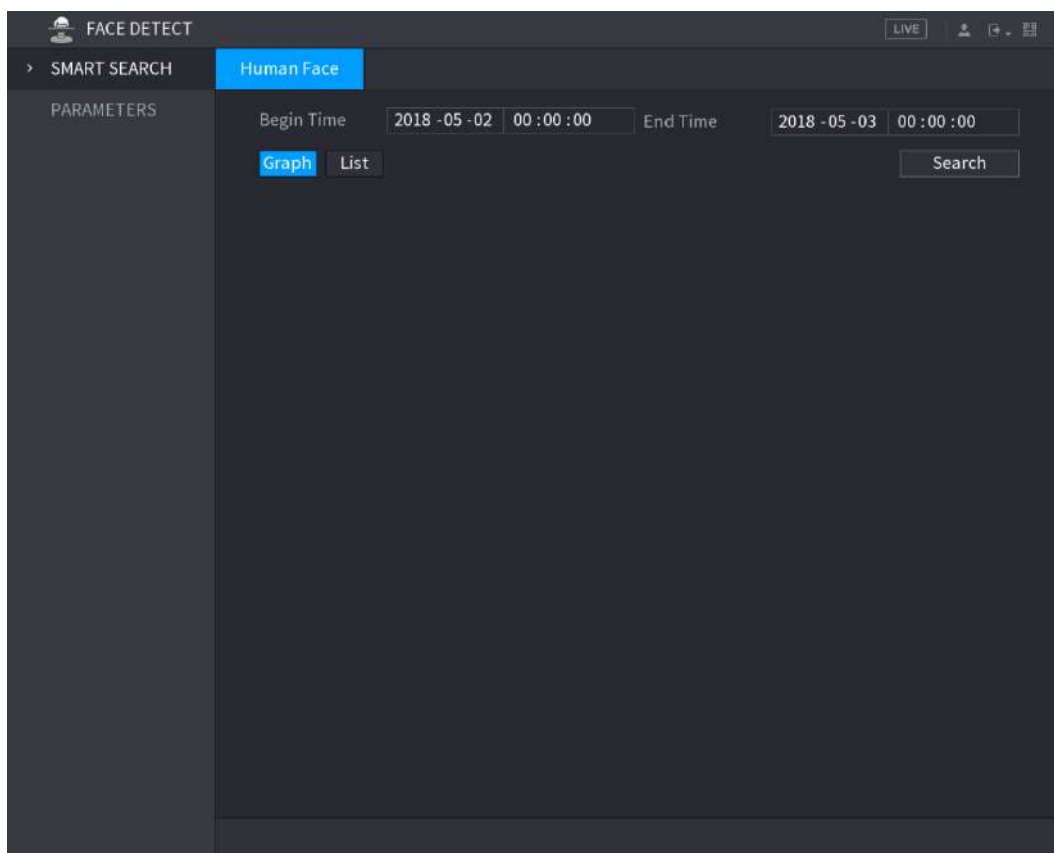 FACE DETECT LIVE
> SMART SEARCH Human Face
PARAMETERS
Begin Time 2018 -05 -02 00 :00 :00 End Time 2018 -05 -03 00 :00 :00
Graph List Search